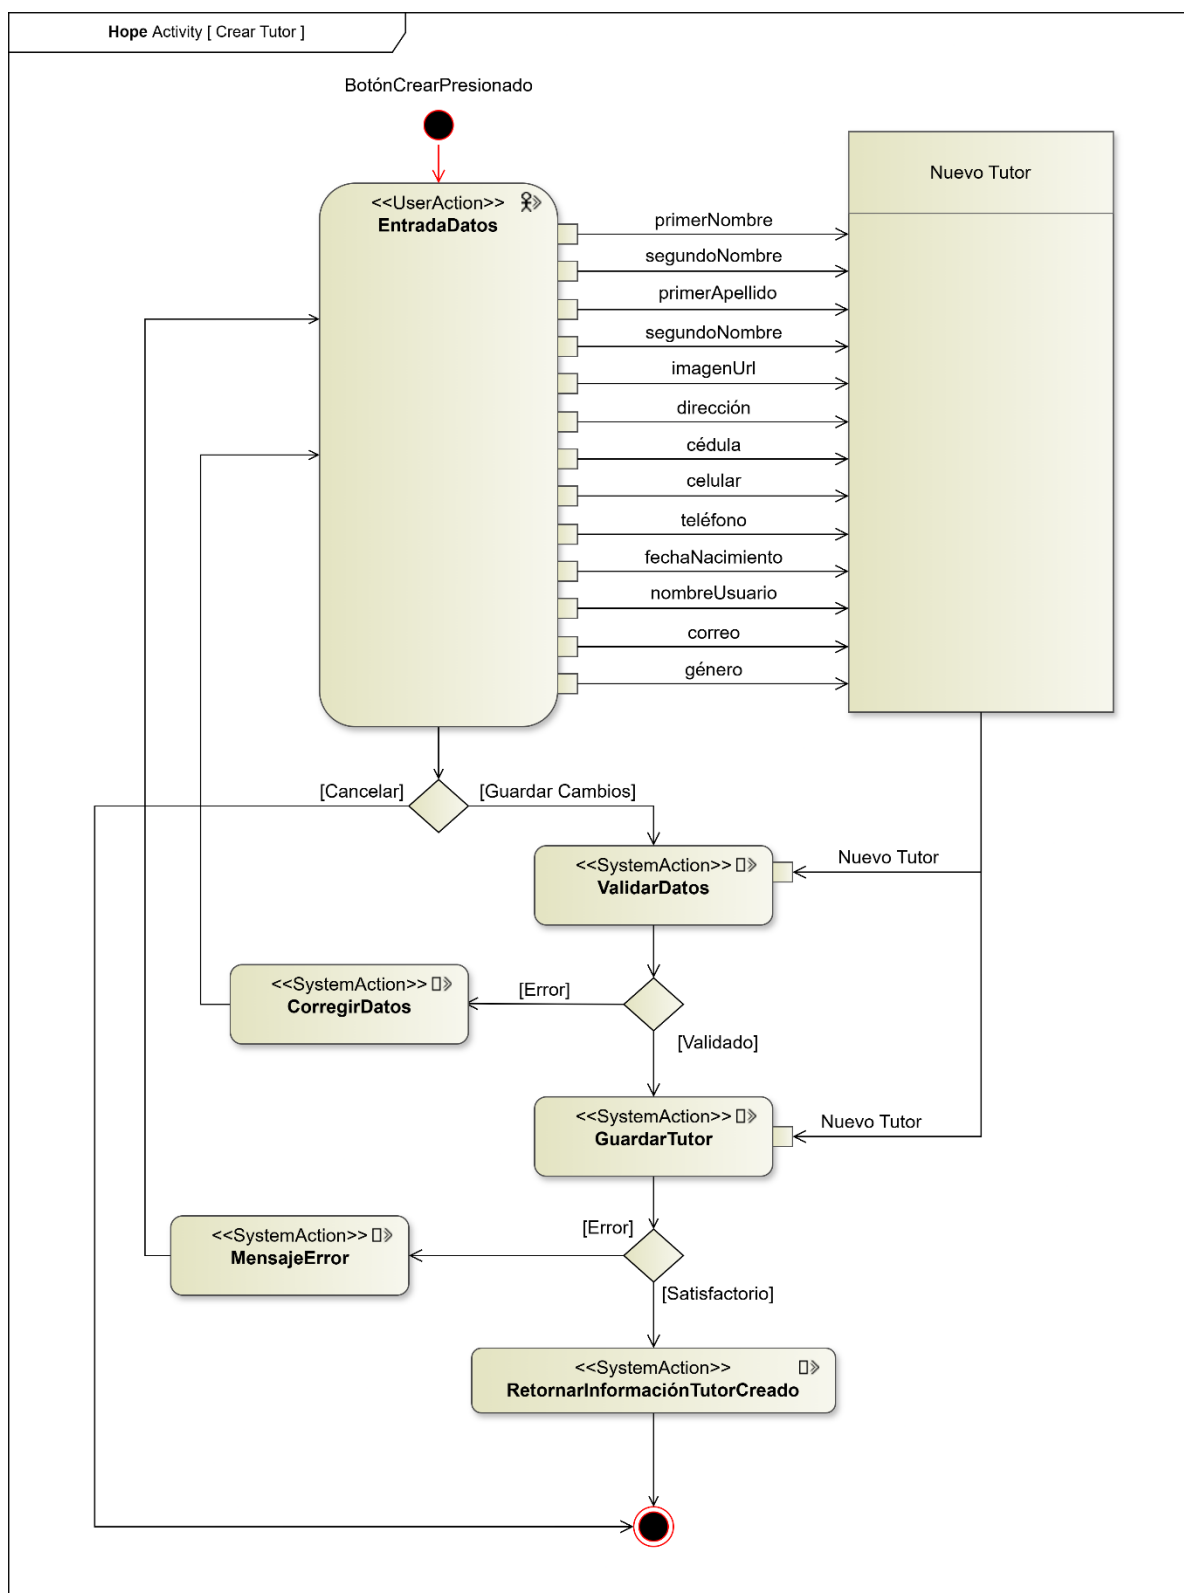 Hope Activity [ Crear Tutor ]
BotónCrearPresionado
<<UserAction>>
EntradaDatos
Nuevo Tutor
primerNombre
segundoNombre
primerApellido
segundoNombre
imagenUrl
dirección
cédula
celular
teléfono
fechaNacimiento
nombreUsuario
correo
género
[Cancelar]
[Guardar Cambios]
<<SystemAction>>
ValidarDatos
Nuevo Tutor
<<SystemAction>>
CorregirDatos
[Error]
[Validado]
<<SystemAction>>
GuardarTutor
Nuevo Tutor
<<SystemAction>>
MensajeError
[Error]
[Satisfactorio]
<<SystemAction>>
RetornarInformaciónTutorCreado